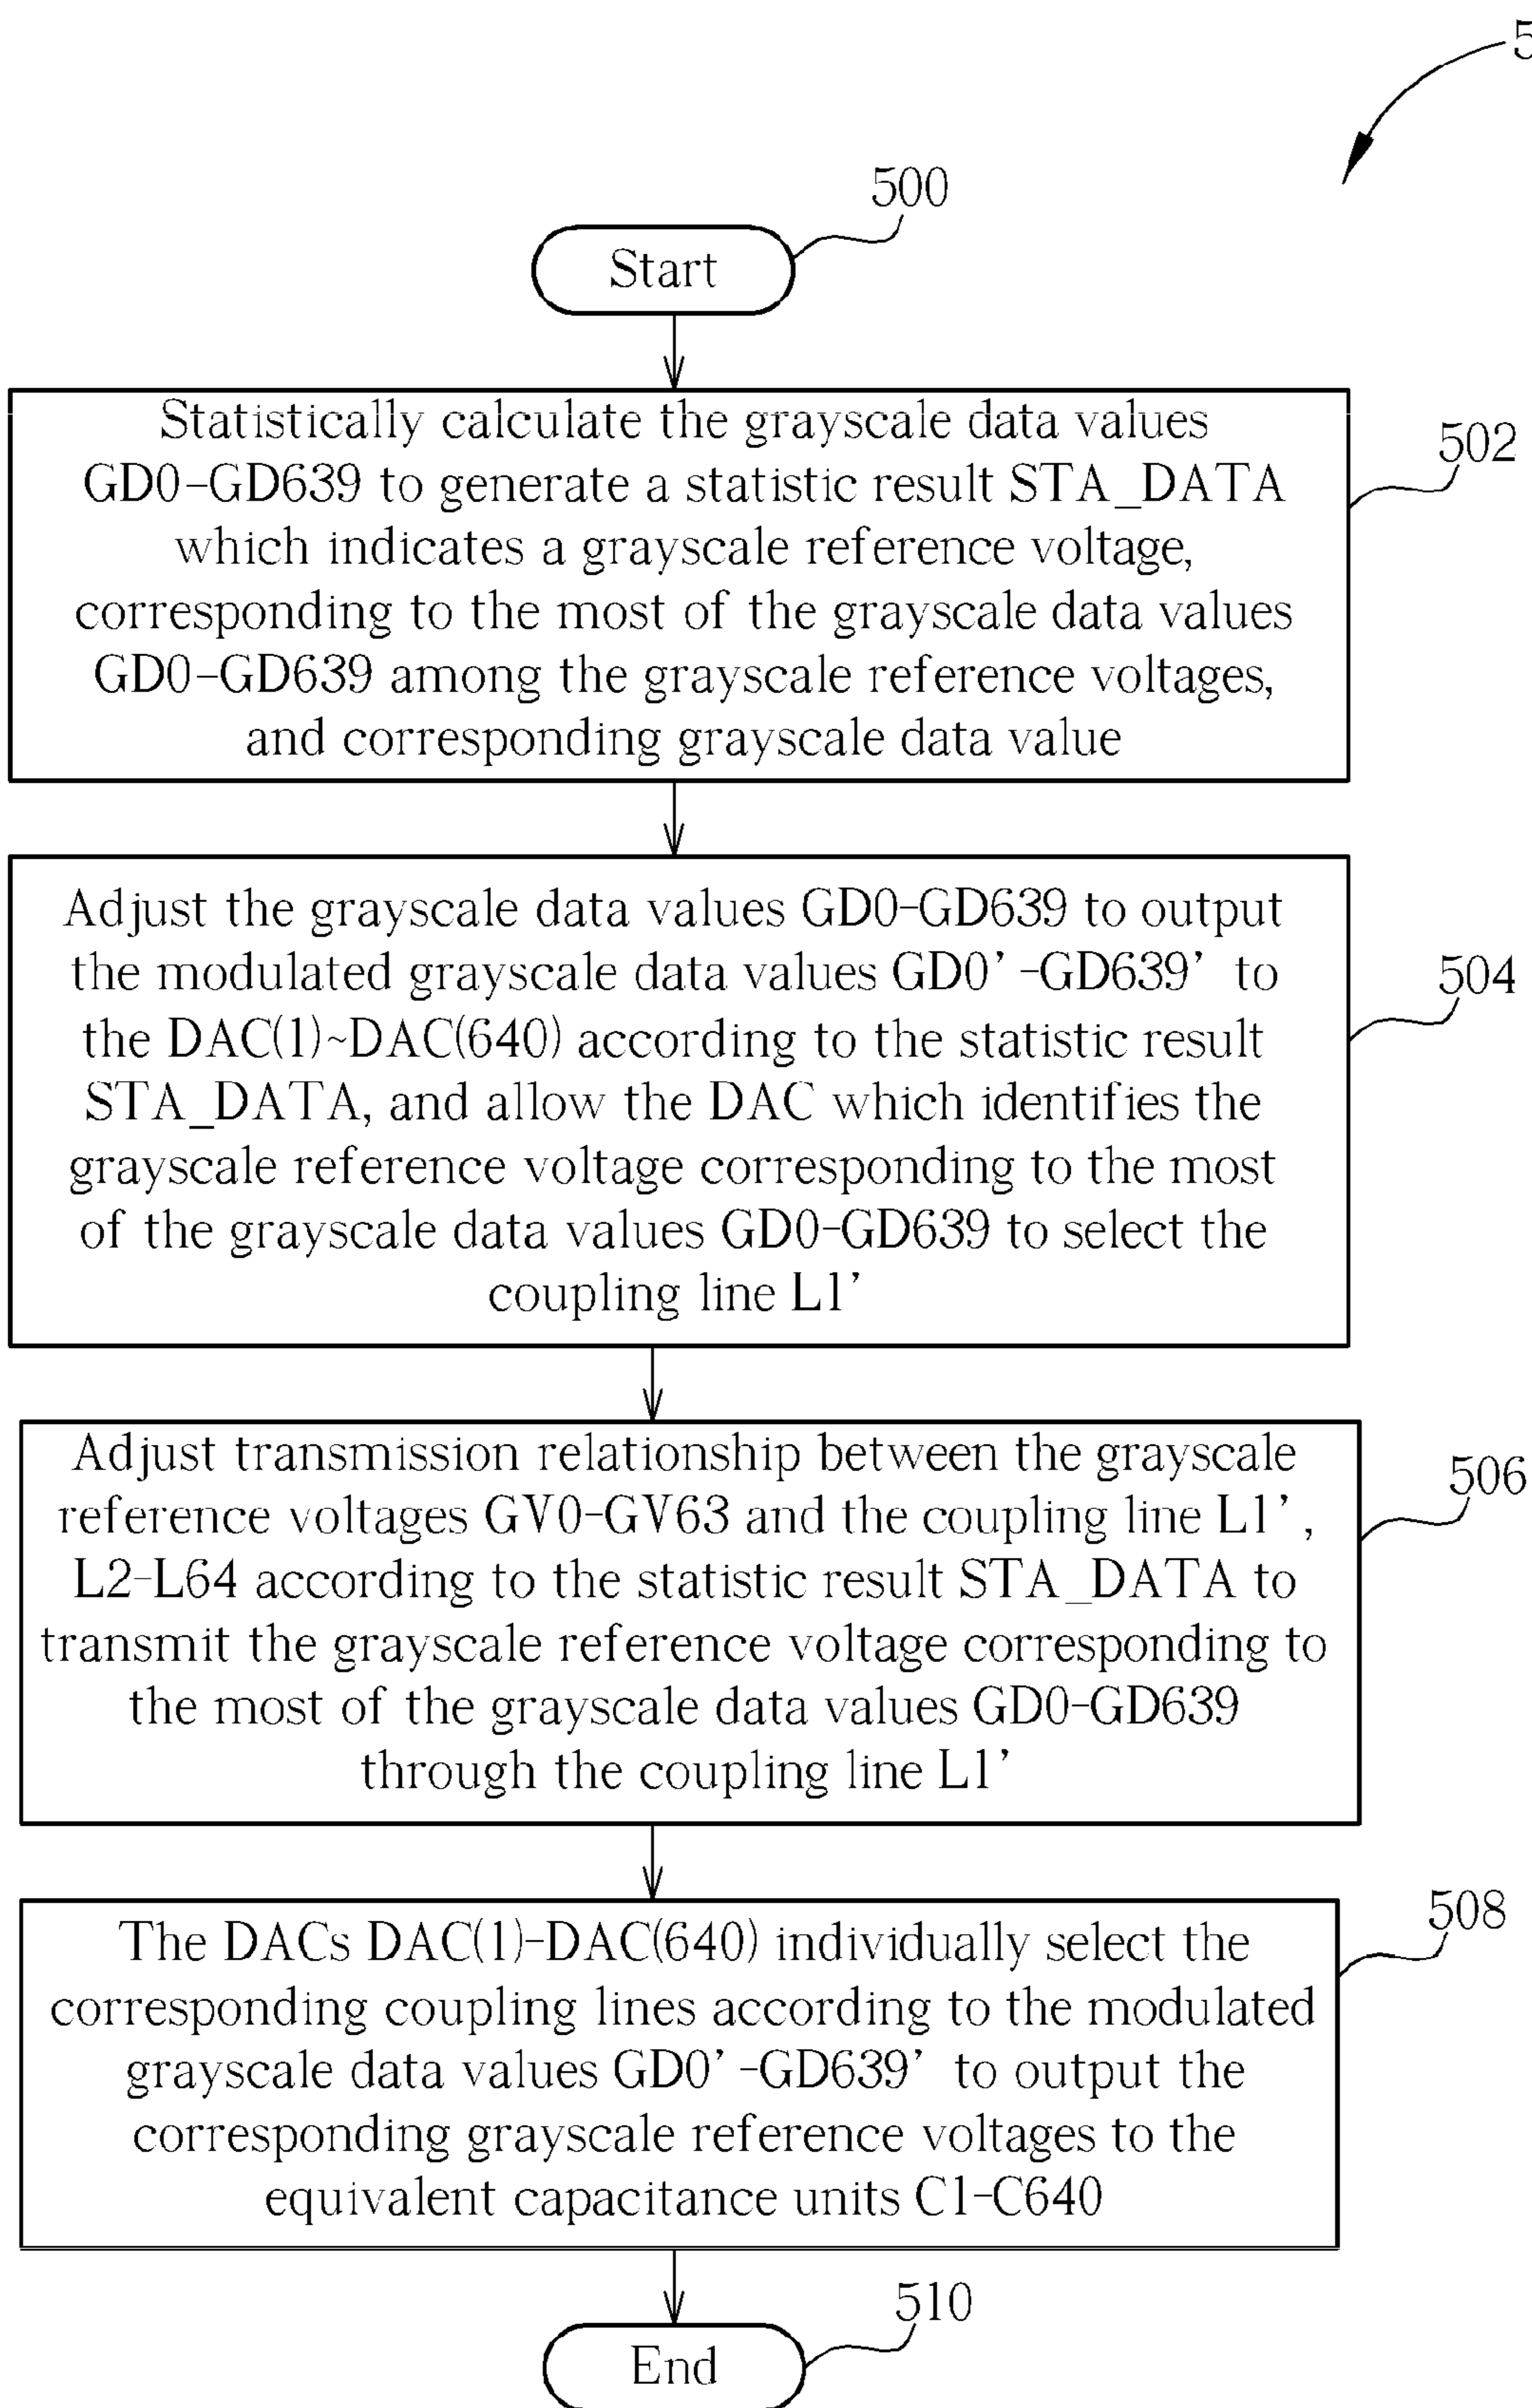 5
500
Start
Statistically calculate the grayscale data values
GD0-GD639 to generate a statistic result STA_DATA
which indicates a grayscale reference voltage,
corresponding to the most of the grayscale data values
GD0-GD639 among the grayscale reference voltages,
and corresponding grayscale data value
502
Adjust the grayscale data values GD0-GD639 to output
the modulated grayscale data values GD0’-GD639’ to
the DAC(1)~DAC(640) according to the statistic result
STA_DATA, and allow the DAC which identifies the
grayscale reference voltage corresponding to the most
of the grayscale data values GD0-GD639 to select the
coupling line L1’
504
Adjust transmission relationship between the grayscale
reference voltages GV0-GV63 and the coupling line L1’,
L2-L64 according to the statistic result STA_DATA to
transmit the grayscale reference voltage corresponding to
the most of the grayscale data values GD0-GD639
through the coupling line L1’
506
The DACs DAC(1)-DAC(640) individually select the
corresponding coupling lines according to the modulated
grayscale data values GD0’-GD639’ to output the
corresponding grayscale reference voltages to the
equivalent capacitance units C1-C640
508
510
End